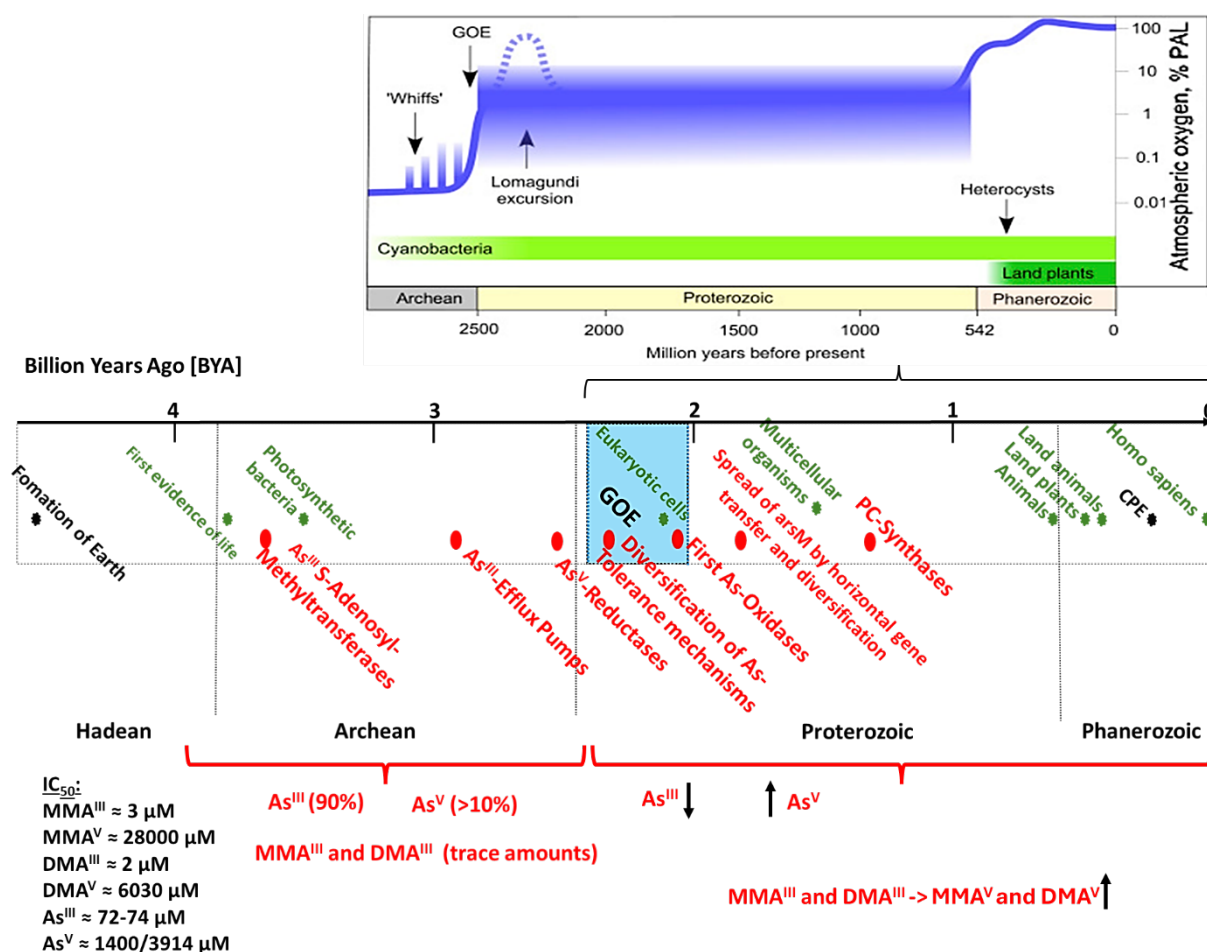 GOE
'Whiffs'
Lomagundi
excursion
Heterocysts
Cyanobacteria
Land plants
Archean
Proterozoic
Phanerozoic
2500
2000
1500
1000
542
0
Million years before present
100
10
1
0.1
0.01
Atmospheric oxygen, % PAL
Billion Years Ago [BYA]
4
3
2
1
0
Fomation of Earth
First evidence of life
Photosynthetic
bacteria
Eukaryotic cells
GOE
Multicellular
organisms
Animals
Land plants
Land animals
CPE
Homo sapiens
As^III S-Adenosyl-
Methyltransferases
As^III-Efflux Pumps
As^V-Reductases
Diversification of As-
Tolerance mechanisms
First As-Oxidases
Spread of arsM by horizontal gene
transfer and diversification
PC-Synthases
Hadean
Archean
Proterozoic
Phanerozoic
IC50:
MMA^III ≈ 3 µM
MMA^V ≈ 28000 µM
DMA^III ≈ 2 µM
DMA^V ≈ 6030 µM
As^III ≈ 72-74 µM
As^V ≈ 1400/3914 µM
As^III (90%)
As^V (>10%)
MMA^III and DMA^III (trace amounts)
As^III
As^V
MMA^III and DMA^III -> MMA^V and DMA^V